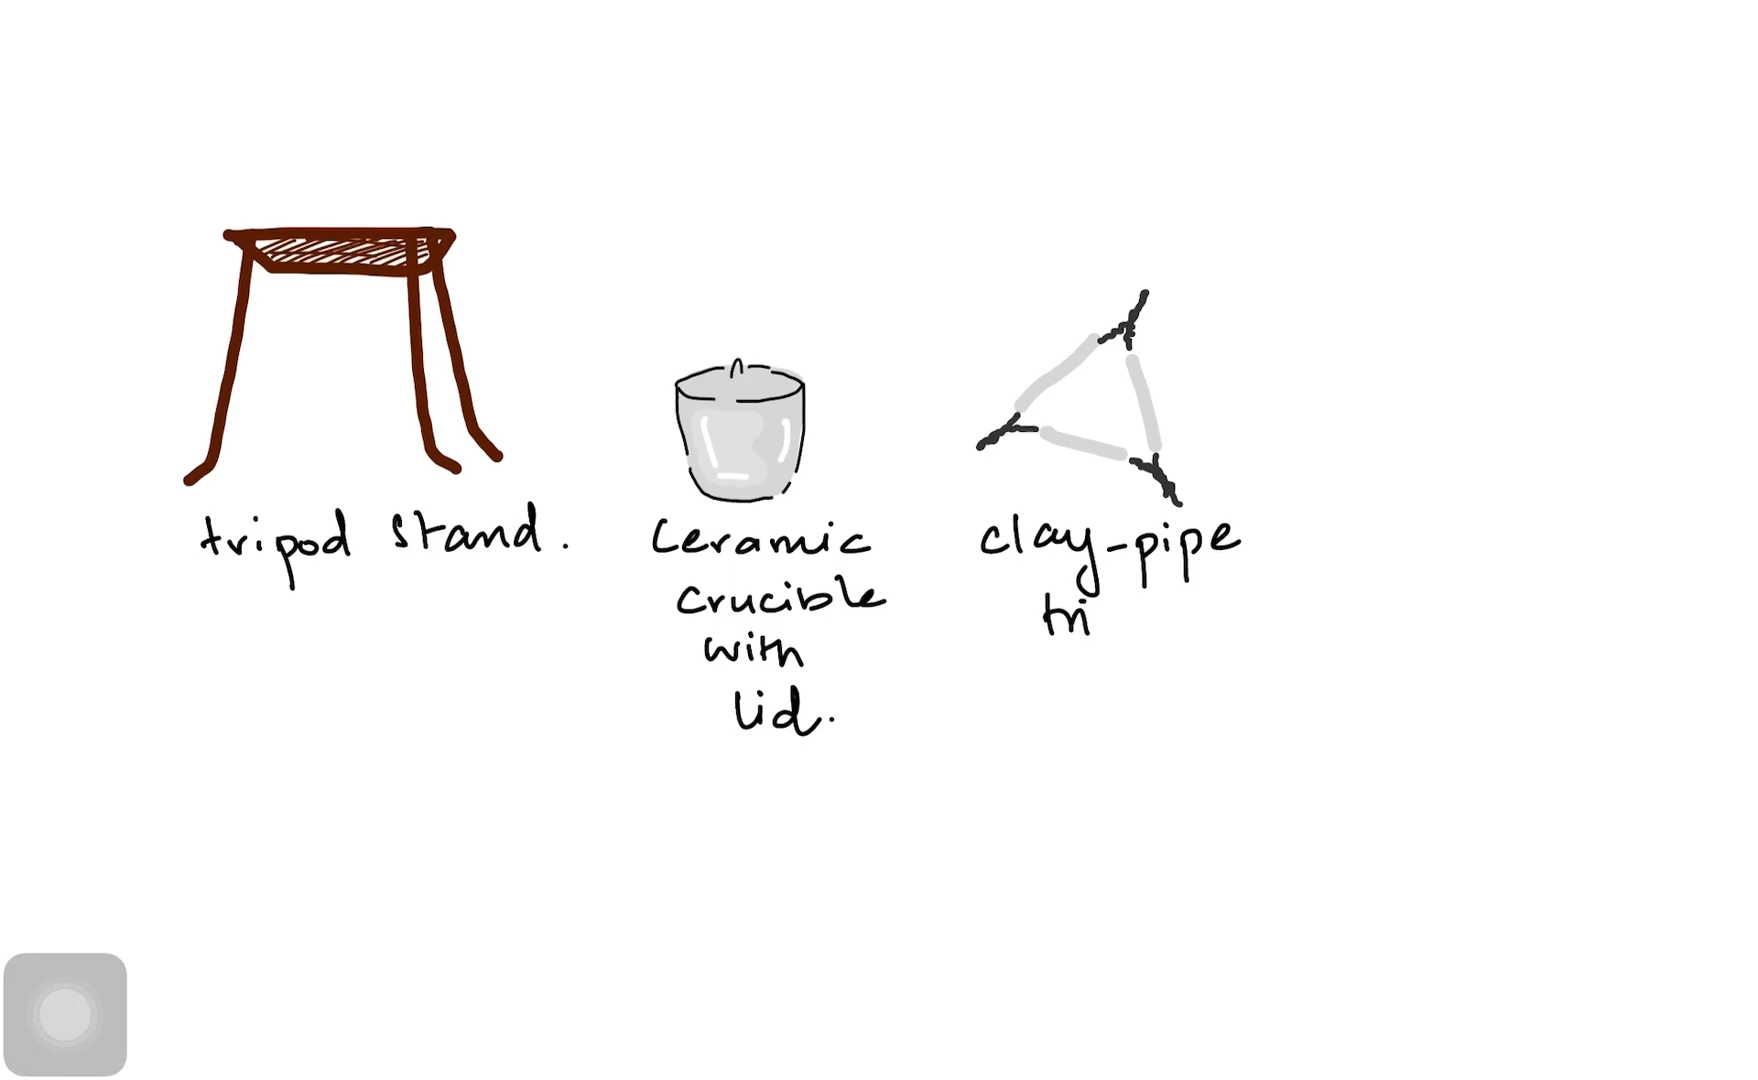 tripod stand.
Ceramic
crucible
with
lid.
clay-pipe
tri